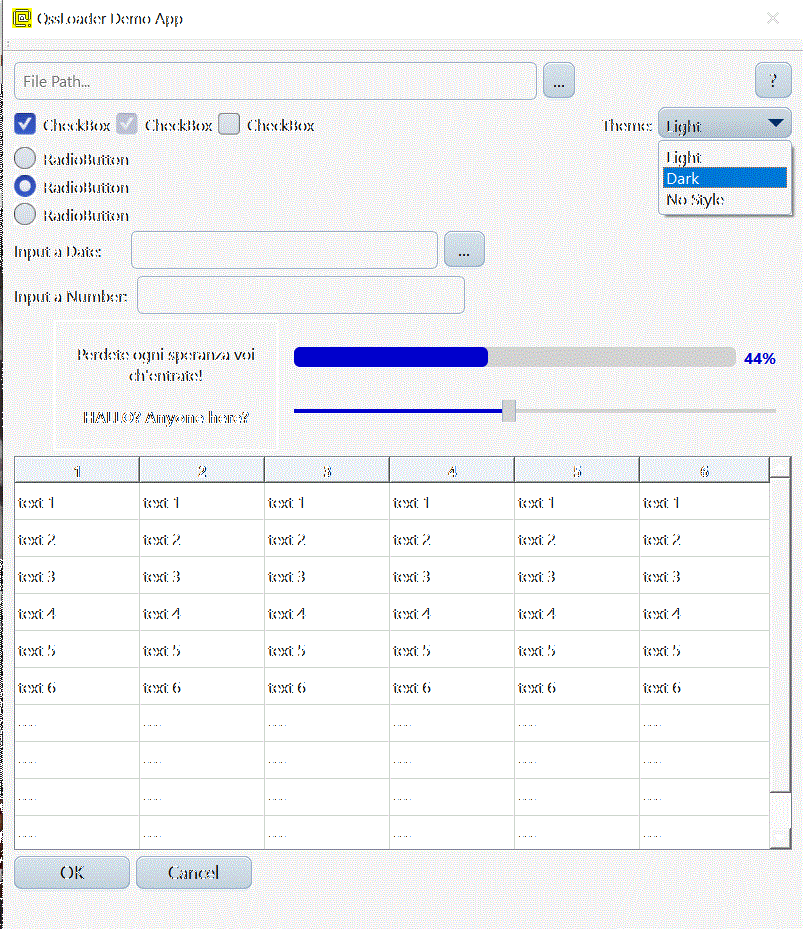 QssLoader Demo App
File Path...
...
?
CheckBox CheckBox CheckBox
Theme: Light
Light
Dark
No Style
RadioButton
RadioButton
RadioButton
Input a Date:
...
Input a Number:
Perdete ogni speranza voi
ch'entrate!
HALLO? Anyone here?
44%
1 2 3 4 5 6
text 1 text 1 text 1 text 1 text 1 text 1
text 2 text 2 text 2 text 2 text 2 text 2
text 3 text 3 text 3 text 3 text 3 text 3
text 4 text 4 text 4 text 4 text 4 text 4
text 5 text 5 text 5 text 5 text 5 text 5
text 6 text 6 text 6 text 6 text 6 text 6
...... ...... ...... ...... ...... ......
...... ...... ...... ...... ...... ......
...... ...... ...... ...... ...... ......
...... ...... ...... ...... ...... ......
OK Cancel